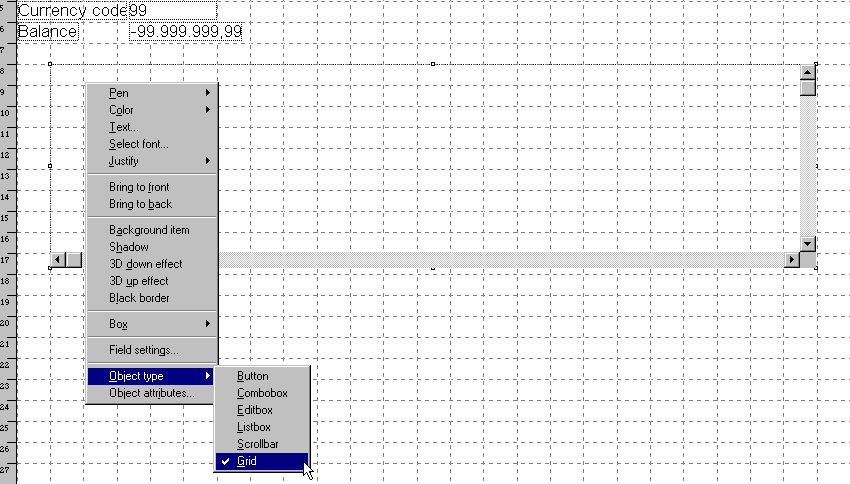 5
Currency code 99
6
Balance -99.999.999,99
7
8
9
Pen
Color
10
Text...
11
Select font...
12
Justify
13
Bring to front
14
Bring to back
15
Background item
16
Shadow
17
3D down effect
3D up effect
18
Black border
19
Box
20
21
Field settings...
22
Object type
Button
23
Object attributes...
Combobox
24
Editbox
25
Listbox
Scrollbar
26
Grid
27